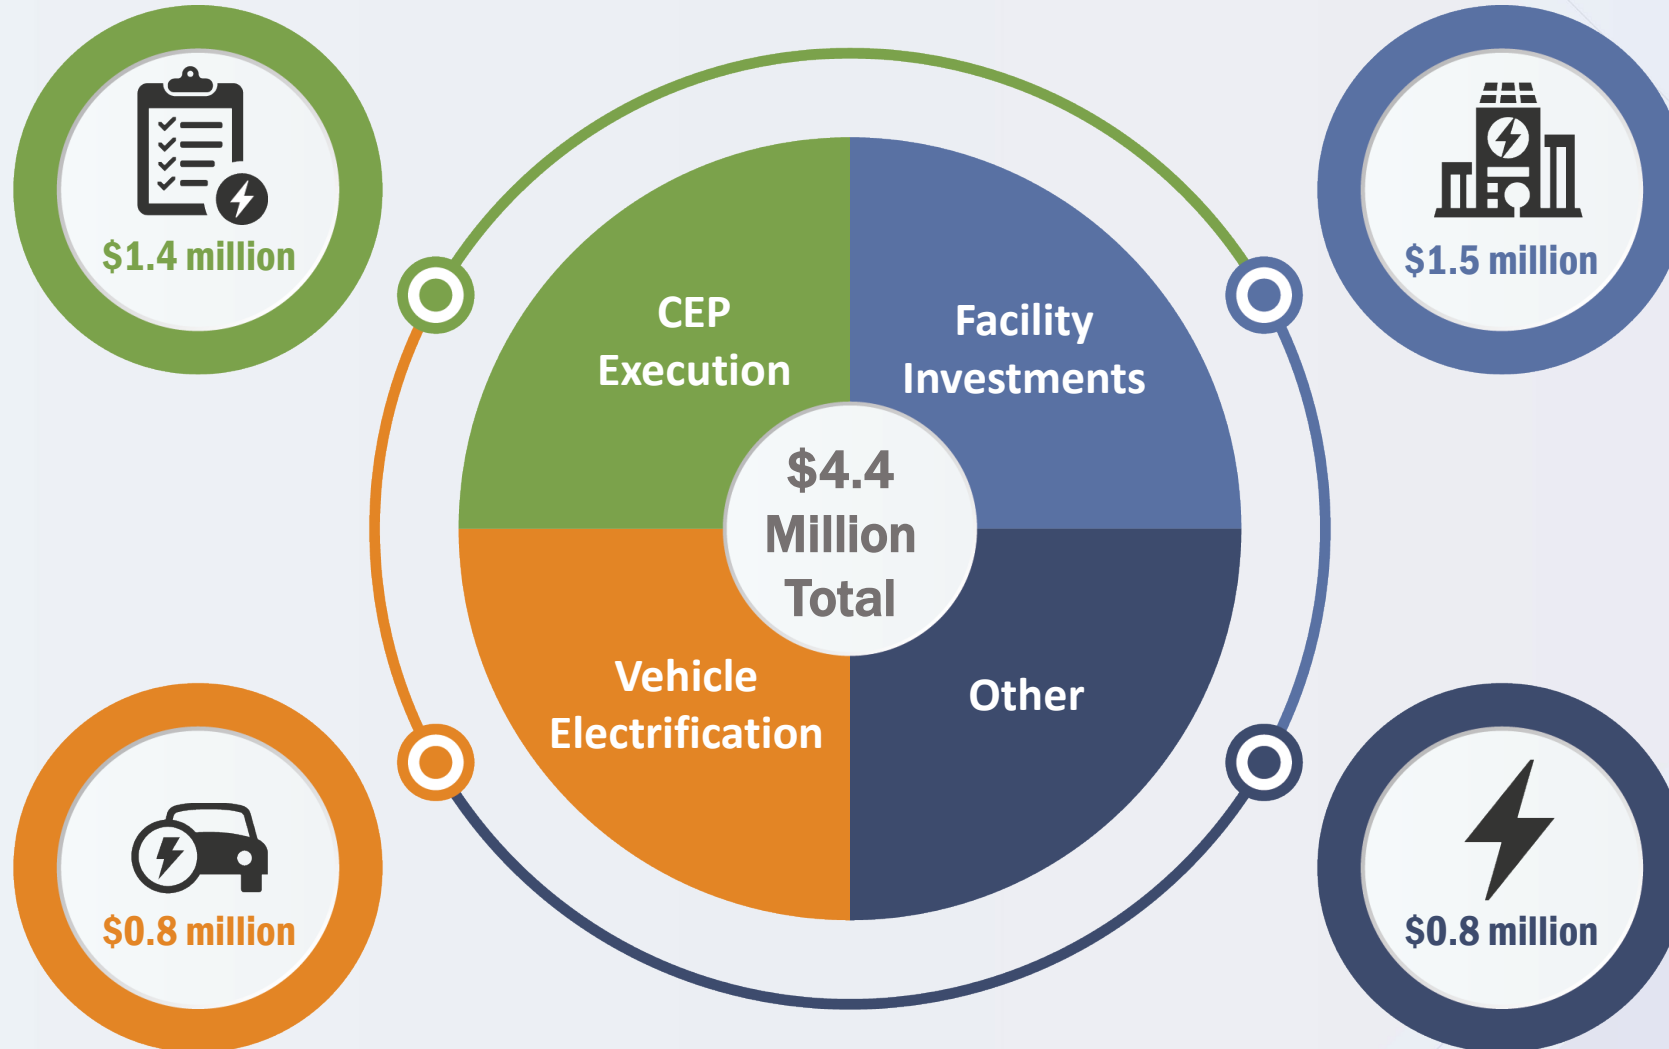 $1.4 million
$1.5 million
CEP
Execution
Facility
Investments
$4.4
Million
Total
Vehicle
Electrification
Other
$0.8 million
$0.8 million